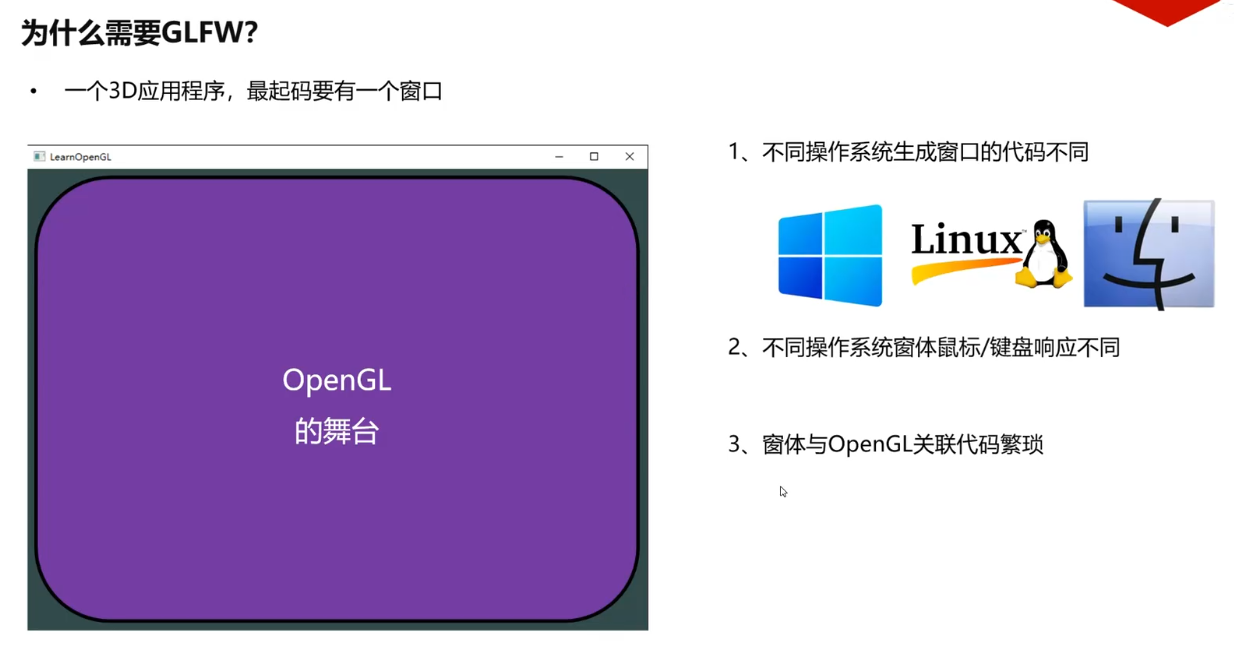 为什么需要GLFW?
• 一个3D应用程序，最起码要有一个窗口
LearnOpenGL
OpenGL
的舞台
1、不同操作系统生成窗口的代码不同
Linux™
2、不同操作系统窗体鼠标/键盘响应不同
3、窗体与OpenGL关联代码繁琐